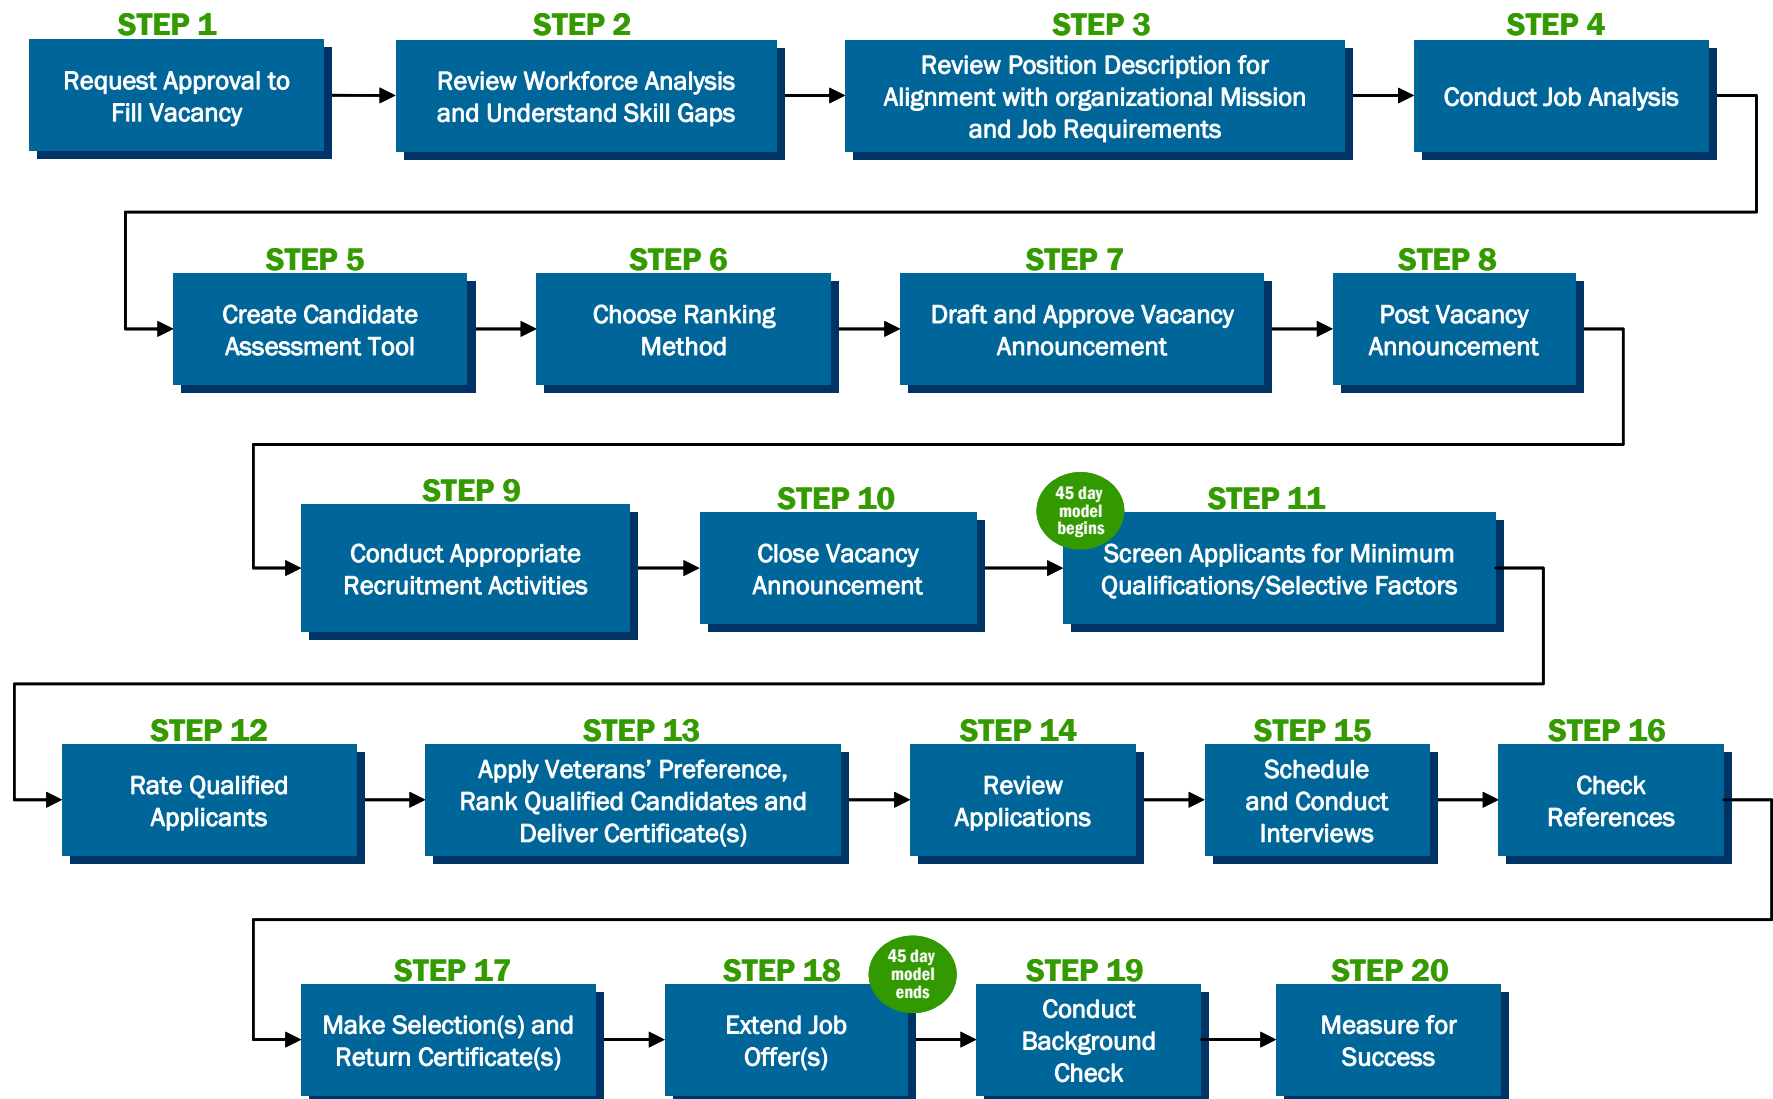 STEP 1
Request Approval to
Fill Vacancy
STEP 2
Review Workforce Analysis
and Understand Skill Gaps
STEP 3
Review Position Description for
Alignment with organizational Mission
and Job Requirements
STEP 4
Conduct Job Analysis
STEP 5
Create Candidate
Assessment Tool
STEP 6
Choose Ranking
Method
STEP 7
Draft and Approve Vacancy
Announcement
STEP 8
Post Vacancy
Announcement
STEP 9
Conduct Appropriate
Recruitment Activities
STEP 10
Close Vacancy
Announcement
45 day
model
begins
STEP 11
Screen Applicants for Minimum
Qualifications/Selective Factors
STEP 12
Rate Qualified
Applicants
STEP 13
Apply Veterans’ Preference,
Rank Qualified Candidates and
Deliver Certificate(s)
STEP 14
Review
Applications
STEP 15
Schedule
and Conduct
Interviews
STEP 16
Check
References
STEP 17
Make Selection(s) and
Return Certificate(s)
STEP 18
Extend Job
Offer(s)
45 day
model
ends
STEP 19
Conduct
Background
Check
STEP 20
Measure for
Success